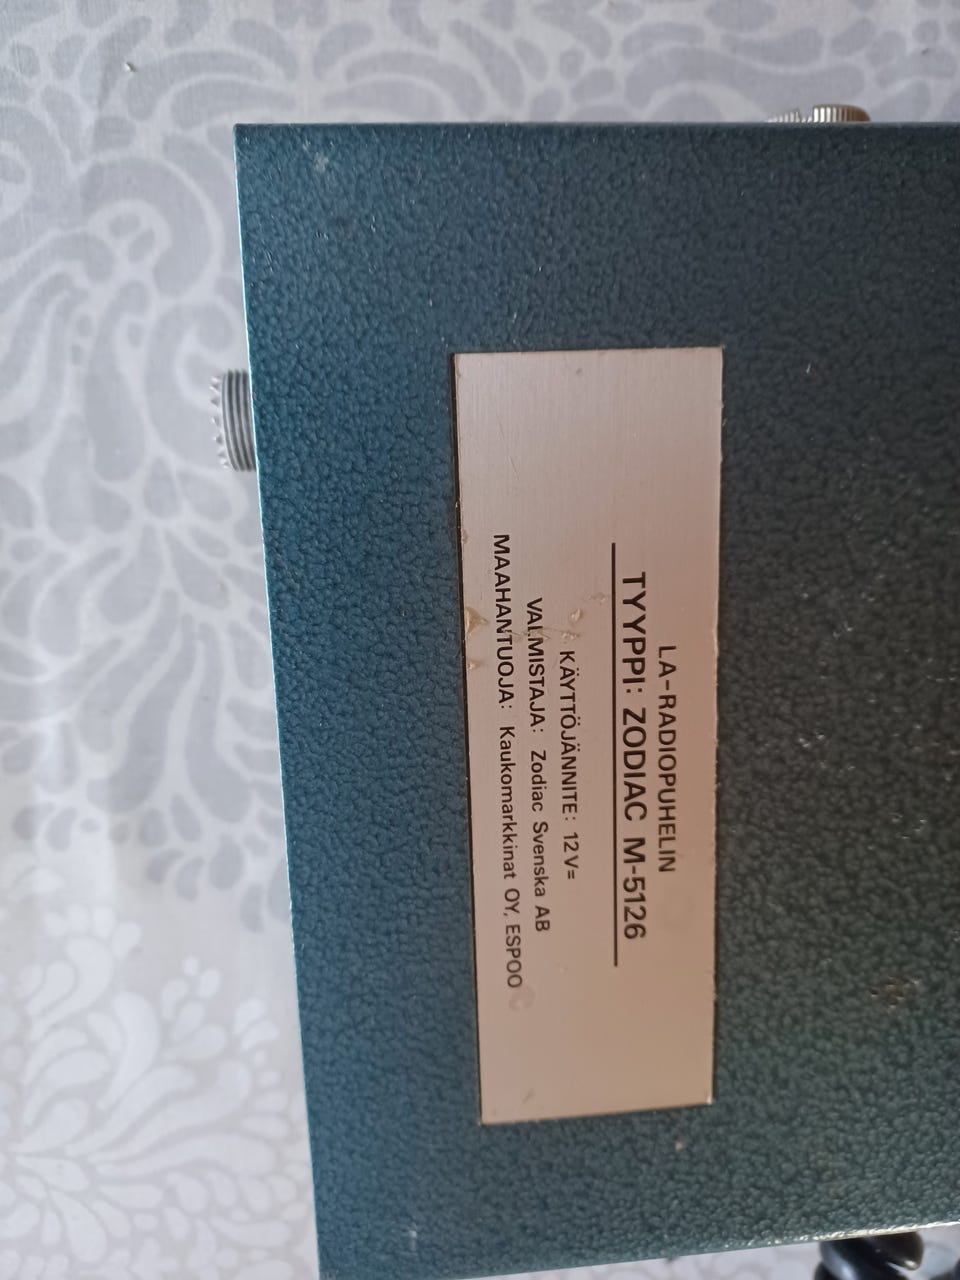 LA-RADIOPUHELIN
TYYPPI: ZODIAC M-5126
KÄYTTÖJÄNNITE: 12V=
VALMISTAJA: Zodiac Svenska AB
MAAHANTUOJA: Kaukomarkkinat OY, ESPOO